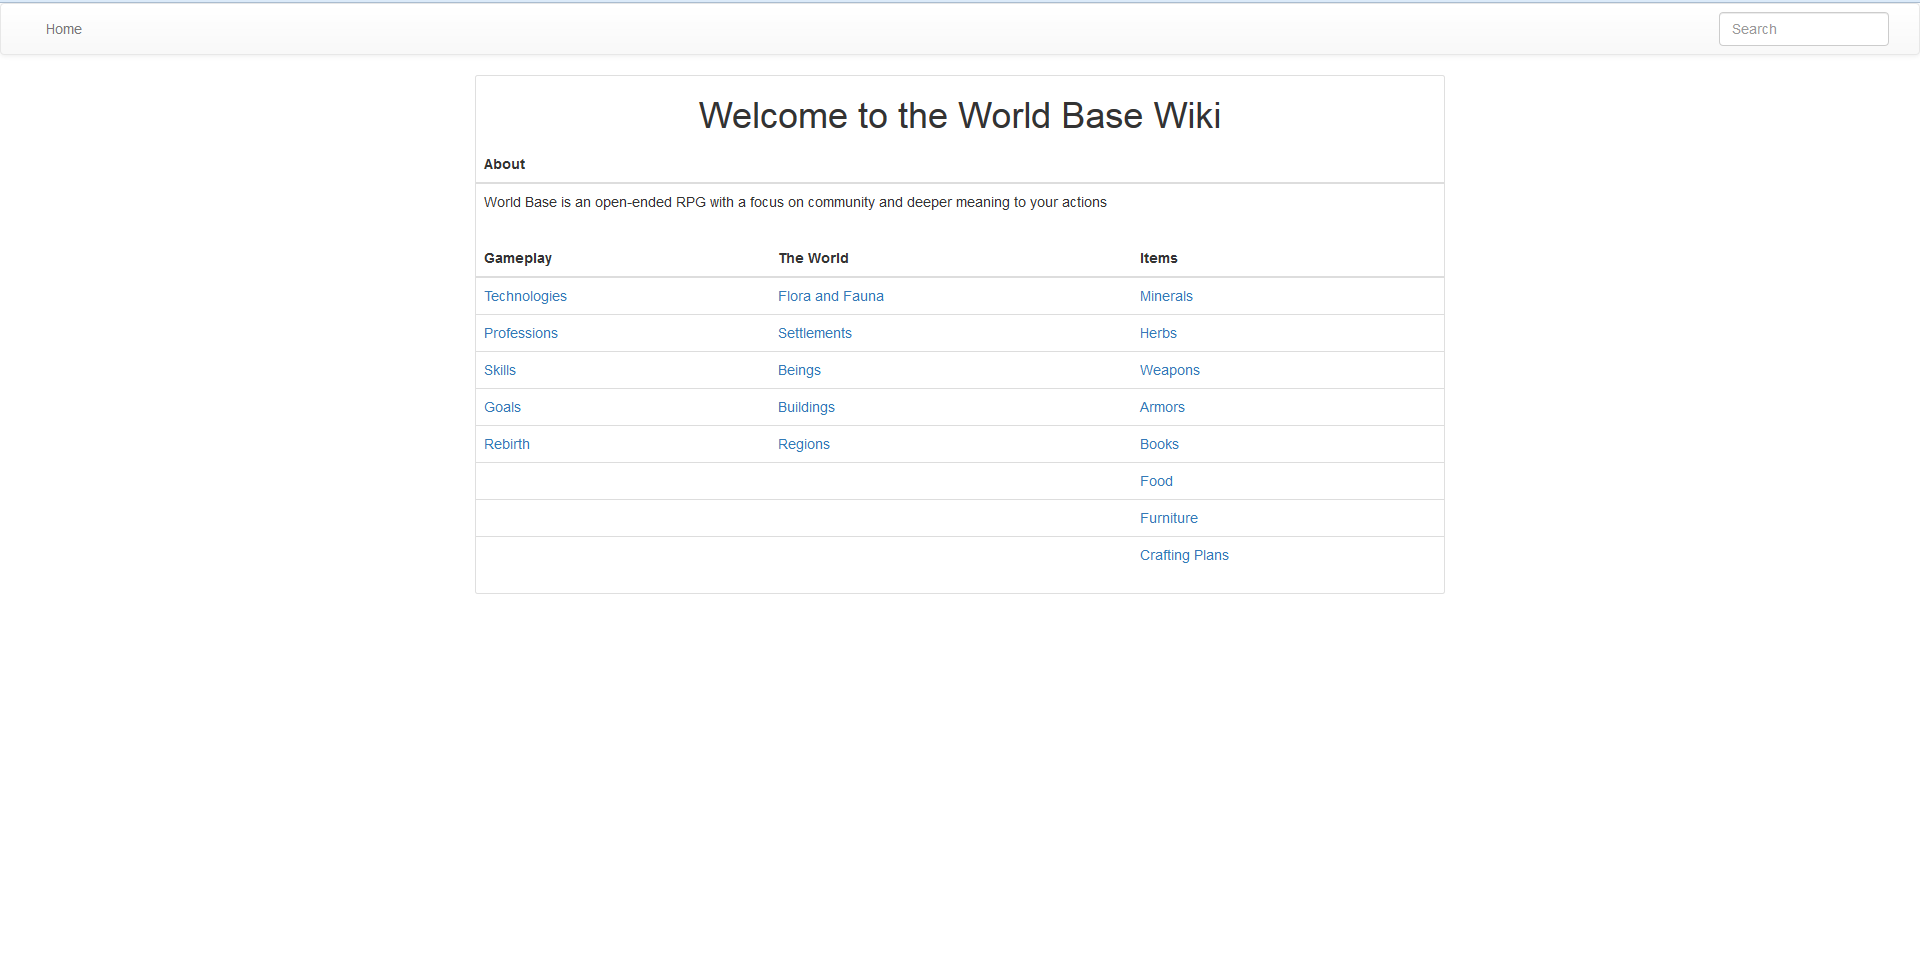 Home
Search
Welcome to the World Base Wiki
About
World Base is an open-ended RPG with a focus on community and deeper meaning to your actions
Gameplay The World Items
Technologies Flora and Fauna Minerals
Professions Settlements Herbs
Skills Beings Weapons
Goals Buildings Armors
Rebirth Regions Books
Food
Furniture
Crafting Plans